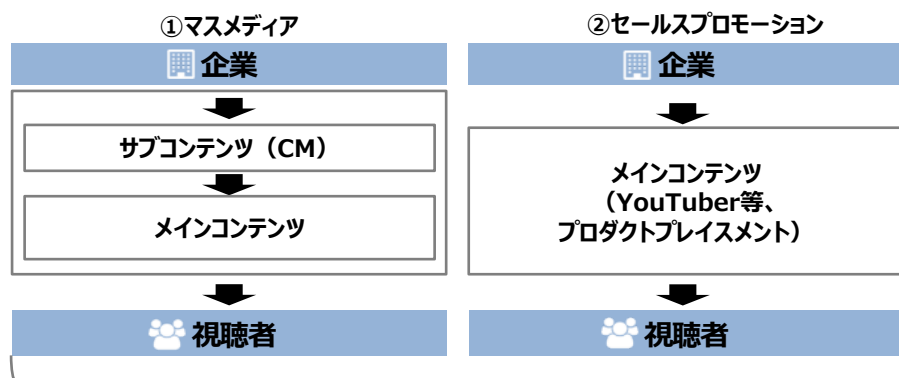 ①マスメディア
企業
サブコンテンツ（CM）
メインコンテンツ
視聴者
②セールスプロモーション
企業
メインコンテンツ
（YouTuber等、
プロダクトプレイスメント）
視聴者